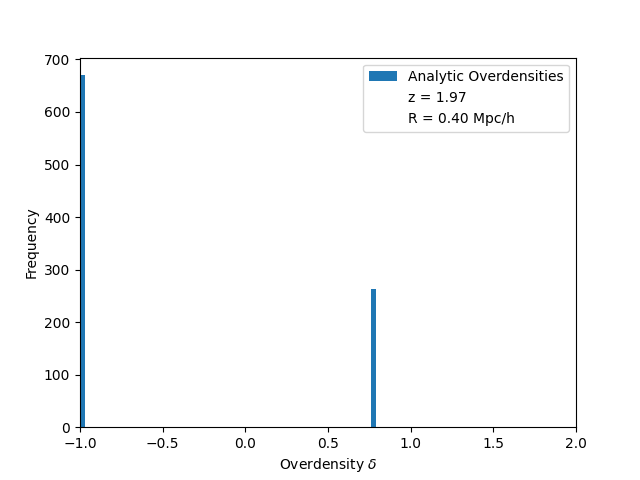 700
600
500
400
300
200
100
0
Frequency
Analytic Overdensities
z = 1.97
R = 0.40 Mpc/h
−1.0 −0.5 0.0 0.5 1.0 1.5 2.0
Overdensity δ